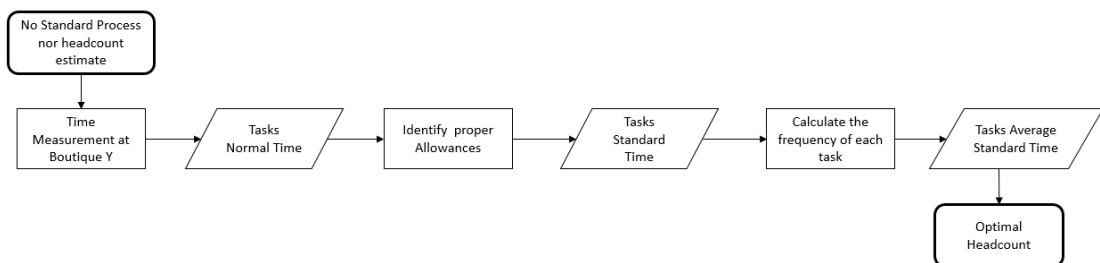 No Standard Process
nor headcount
estimate
Time
Measurement at
Boutique Y
Tasks
Normal Time
Identify proper
Allowances
Tasks
Standard
Time
Calculate the
frequency of each
task
Tasks Average
Standard Time
Optimal
Headcount